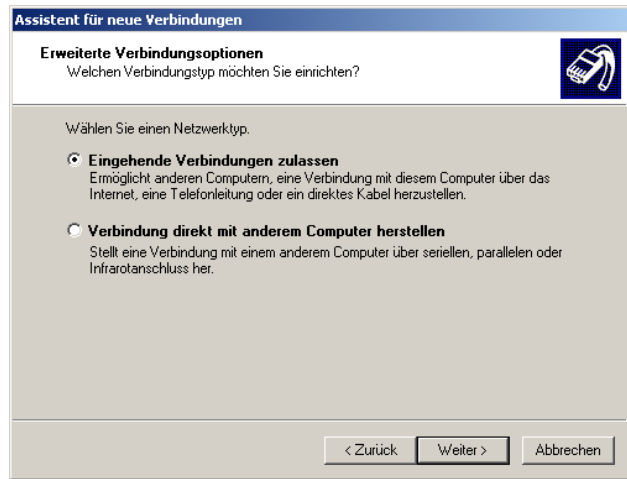 Assistent für neue Verbindungen
Erweiterte Verbindungsoptionen
Welchen Verbindungstyp möchten Sie einrichten?
Wählen Sie einen Netzwerktyp.
Eingehende Verbindungen zulassen
Ermöglicht anderen Computern, eine Verbindung mit diesem Computer über das
Internet, eine Telefonleitung oder ein direktes Kabel herzustellen.
Verbindung direkt mit anderem Computer herstellen
Stellt eine Verbindung mit einem anderem Computer über seriellen, parallelen oder
Infrarotanschluss her.
< Zurück Weiter > Abbrechen